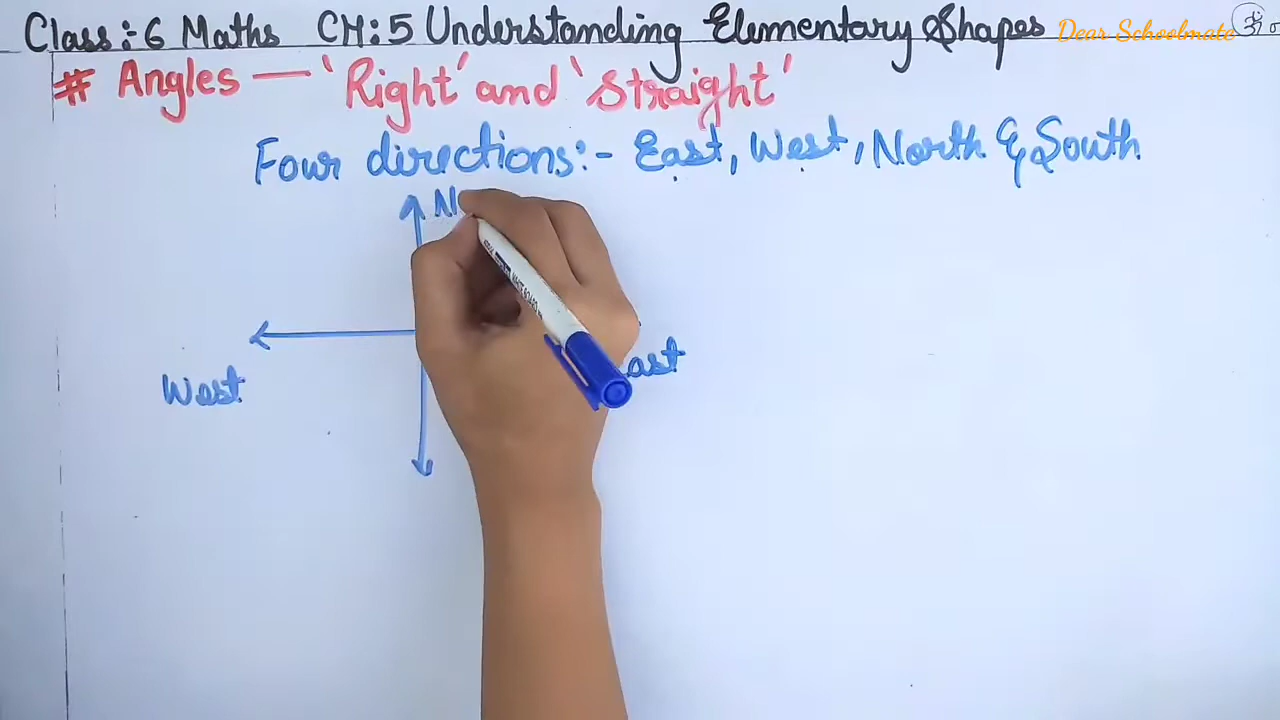 Class:- 6 Maths CH:5 Understanding Elementary Shapes
Dear Schoolmate
# Angles — 'Right' and 'Straight'
Four directions:- East, West, North & South
West